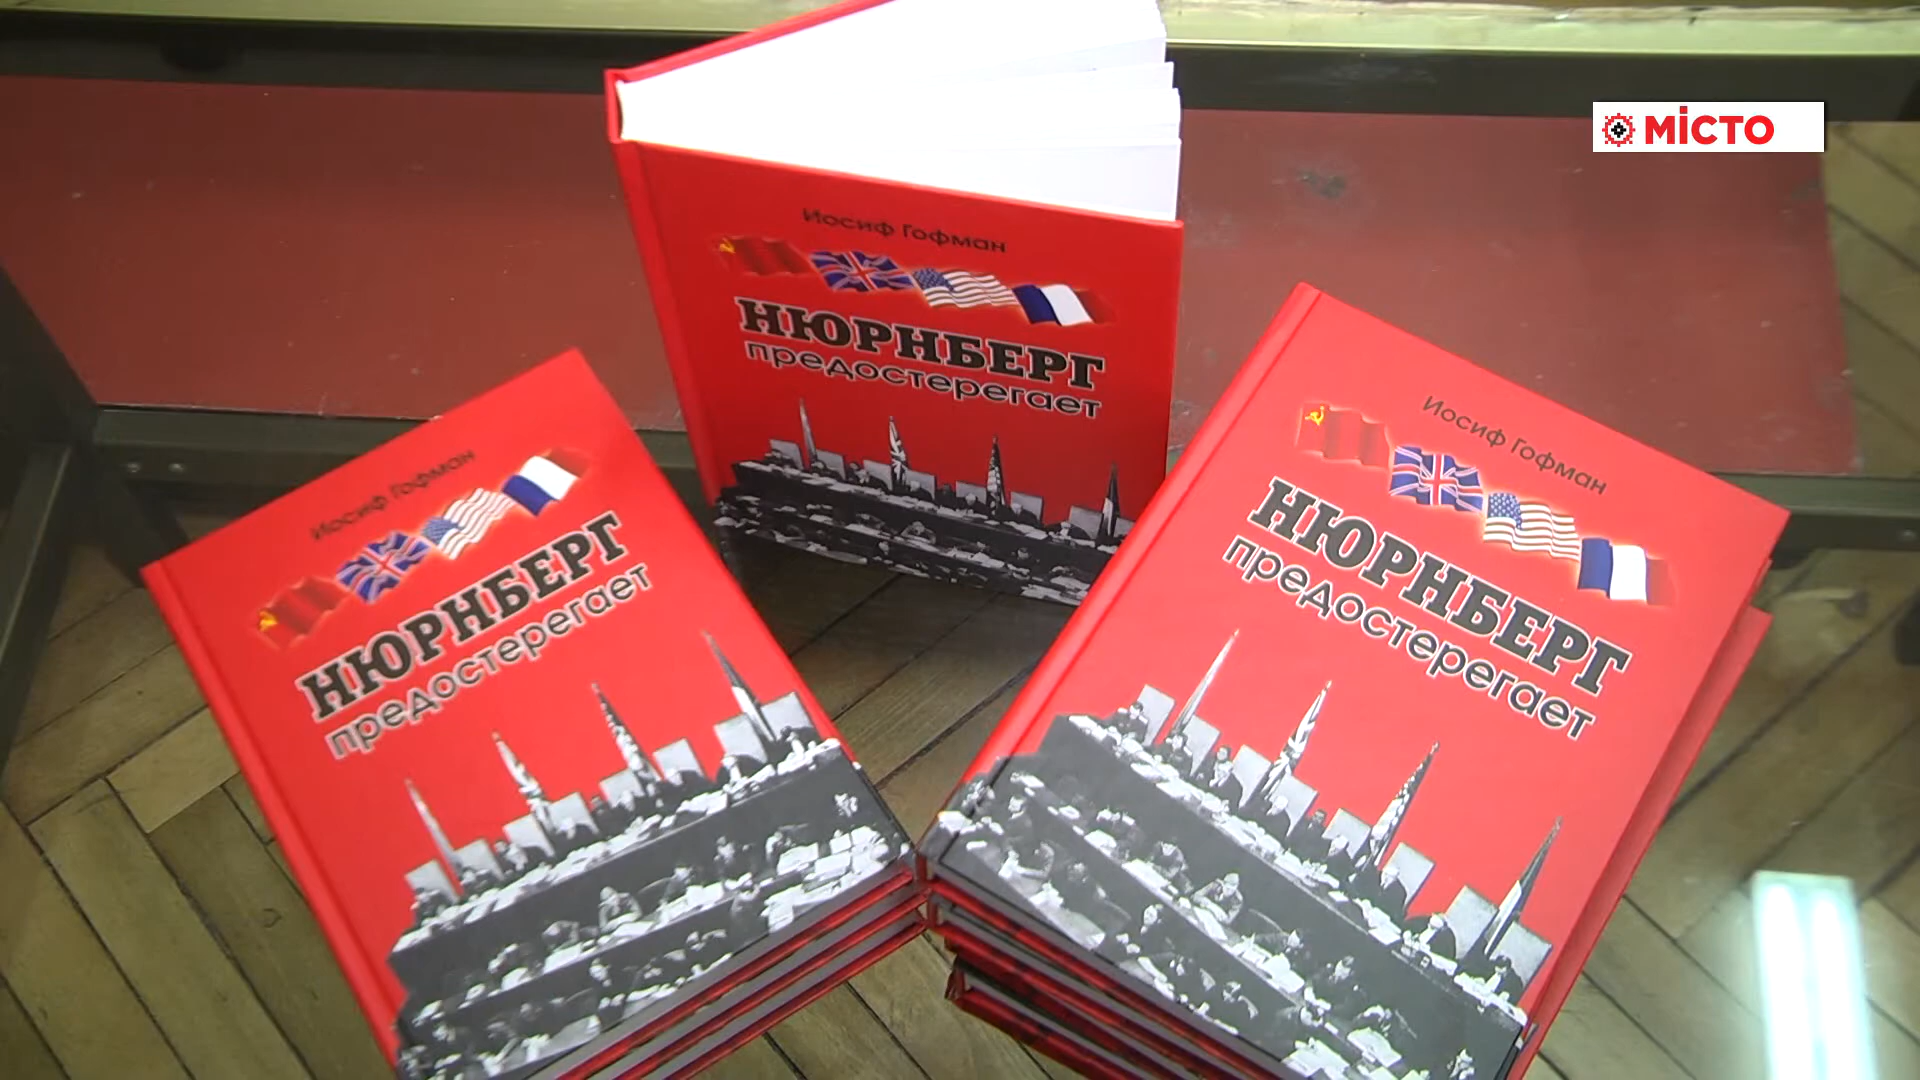 МІСТО
Иосиф Гофман
НЮРНБЕРГ
предостерегает
Иосиф Гофман
НЮРНБЕРГ
предостерегает
Иосиф Гофман
НЮРНБЕРГ
предостерегает